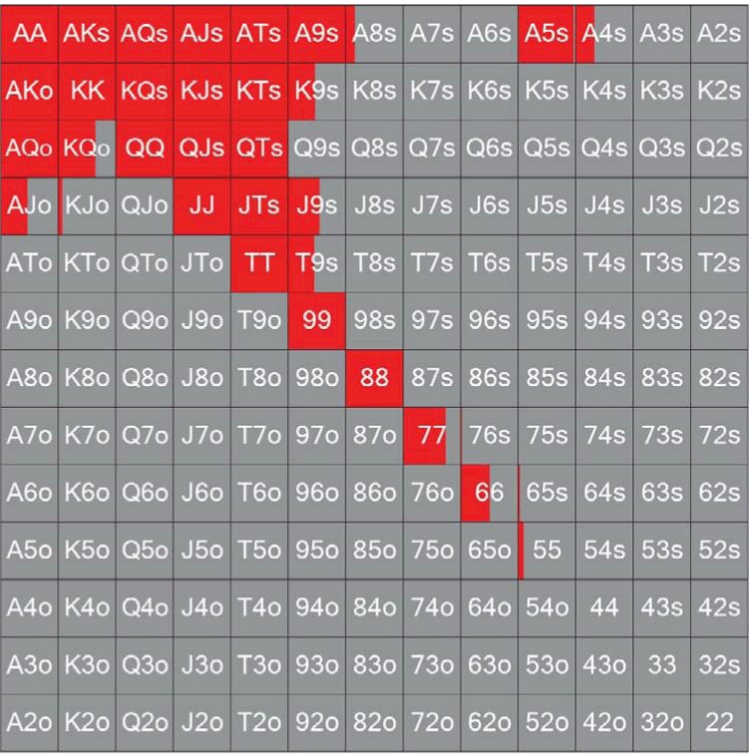 AA AKs AQs AJs ATs A9s A8s A7s A6s A5s A4s A3s A2s
AKo KK KQs KJs KTs K9s K8s K7s K6s K5s K4s K3s K2s
AQo KQo QQ QJs QTs Q9s Q8s Q7s Q6s Q5s Q4s Q3s Q2s
AJo KJo QJo JJ JTs J9s J8s J7s J6s J5s J4s J3s J2s
ATo KTo QTo JTo TT T9s T8s T7s T6s T5s T4s T3s T2s
A9o K9o Q9o J9o T9o 99 98s 97s 96s 95s 94s 93s 92s
A8o K8o Q8o J8o T8o 98o 88 87s 86s 85s 84s 83s 82s
A7o K7o Q7o J7o T7o 97o 87o 77 76s 75s 74s 73s 72s
A6o K6o Q6o J6o T6o 96o 86o 76o 66 65s 64s 63s 62s
A5o K5o Q5o J5o T5o 95o 85o 75o 65o 55 54s 53s 52s
A4o K4o Q4o J4o T4o 94o 84o 74o 64o 54o 44 43s 42s
A3o K3o Q3o J3o T3o 93o 83o 73o 63o 53o 43o 33 32s
A2o K2o Q2o J2o T2o 92o 82o 72o 62o 52o 42o 32o 22